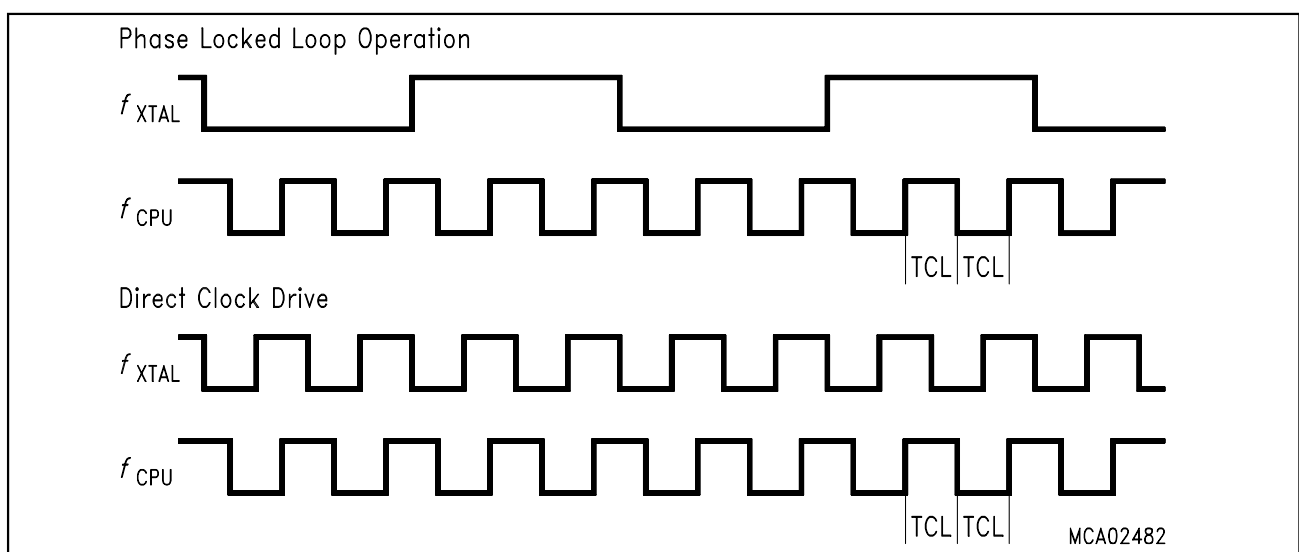 Phase Locked Loop Operation
f XTAL
f CPU
TCL TCL
Direct Clock Drive
f XTAL
f CPU
TCL TCL
MCA02482